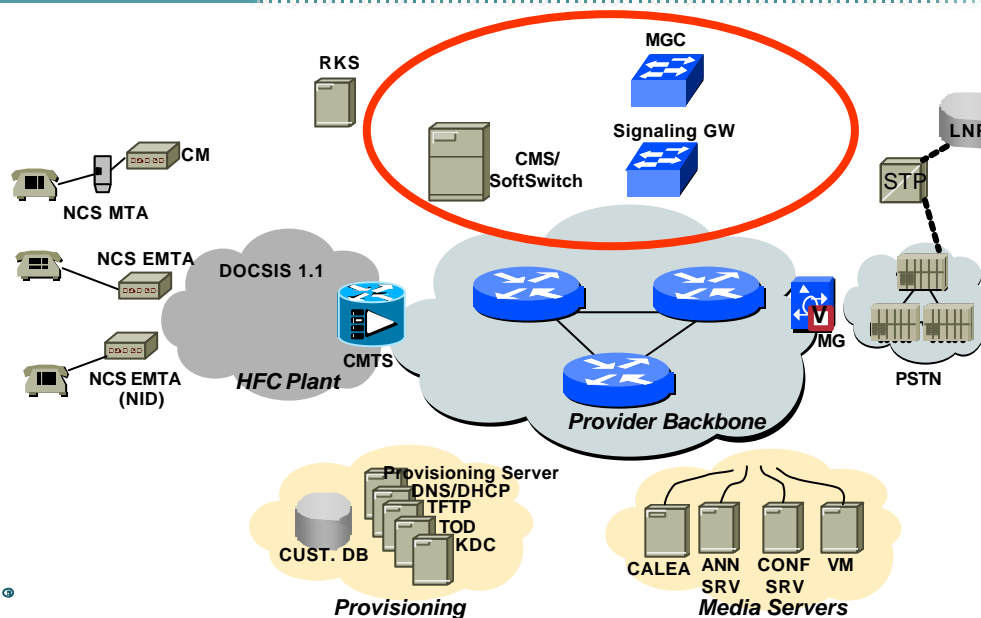 RKS
MGC
Signaling GW
CMS/
SoftSwitch
LNP
STP
CM
NCS MTA
NCS EMTA
DOCSIS 1.1
NCS EMTA
(NID)
HFC Plant
CMTS
V
MG
PSTN
Provider Backbone
Provisioning Server
DNS/DHCP
TFTP
TOD
KDC
CUST. DB
Provisioning
CALEA
ANN
SRV
CONF
SRV
VM
Media Servers